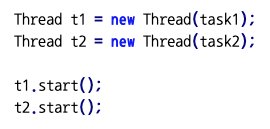 Thread t1 = new Thread(task1);
Thread t2 = new Thread(task2);
t1.start();
t2.start();